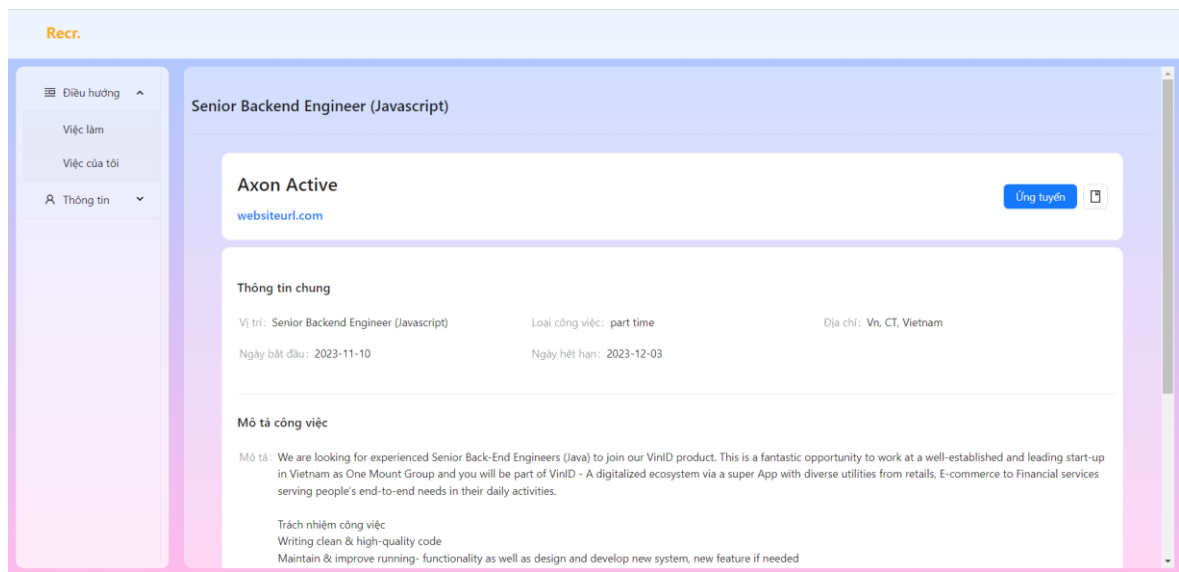 Recr.
Điều hướng
Việc làm
Việc của tôi
Thông tin
Senior Backend Engineer (Javascript)
Axon Active
websiteurl.com
Ứng tuyển
Thông tin chung
Vị trí: Senior Backend Engineer (Javascript)
Loại công việc: part time
Địa chỉ: Vn, CT, Vietnam
Ngày bắt đầu: 2023-11-10
Ngày hết hạn: 2023-12-03
Mô tả công việc
Mô tả: We are looking for experienced Senior Back-End Engineers (Java) to join our VinID product. This is a fantastic opportunity to work at a well-established and leading start-up
in Vietnam as One Mount Group and you will be part of VinID - A digitalized ecosystem via a super App with diverse utilities from retails, E-commerce to Financial services
serving people's end-to-end needs in their daily activities.
Trách nhiệm công việc
Writing clean & high-quality code
Maintain & improve running- functionality as well as design and develop new system, new feature if needed